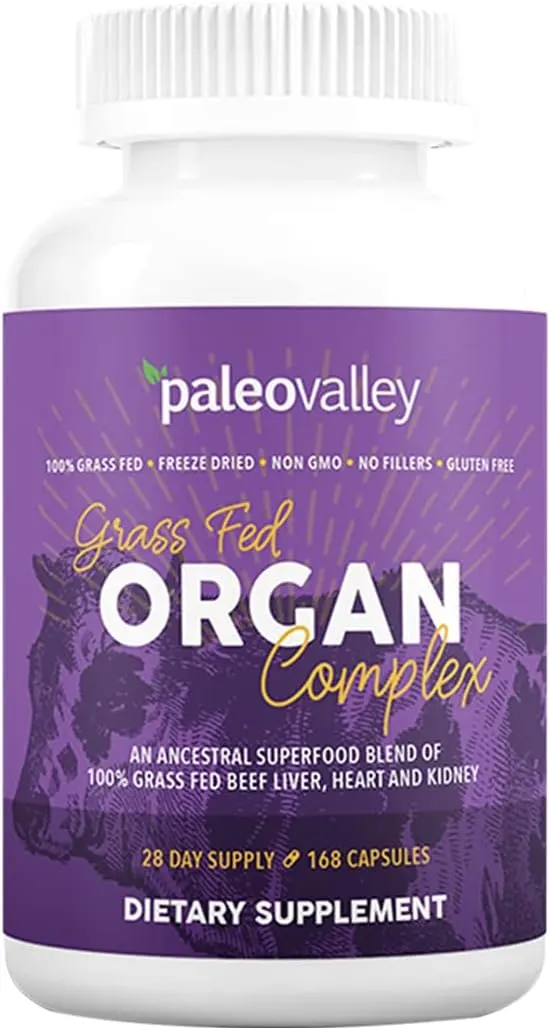 paleovalley
100% GRASS FED • FREEZE DRIED • NON GMO • NO FILLERS • GLUTEN FREE
Grass Fed
ORGAN
Complex
AN ANCESTRAL SUPERFOOD BLEND OF
100% GRASS FED BEEF LIVER, HEART AND KIDNEY
28 DAY SUPPLY 168 CAPSULES
DIETARY SUPPLEMENT